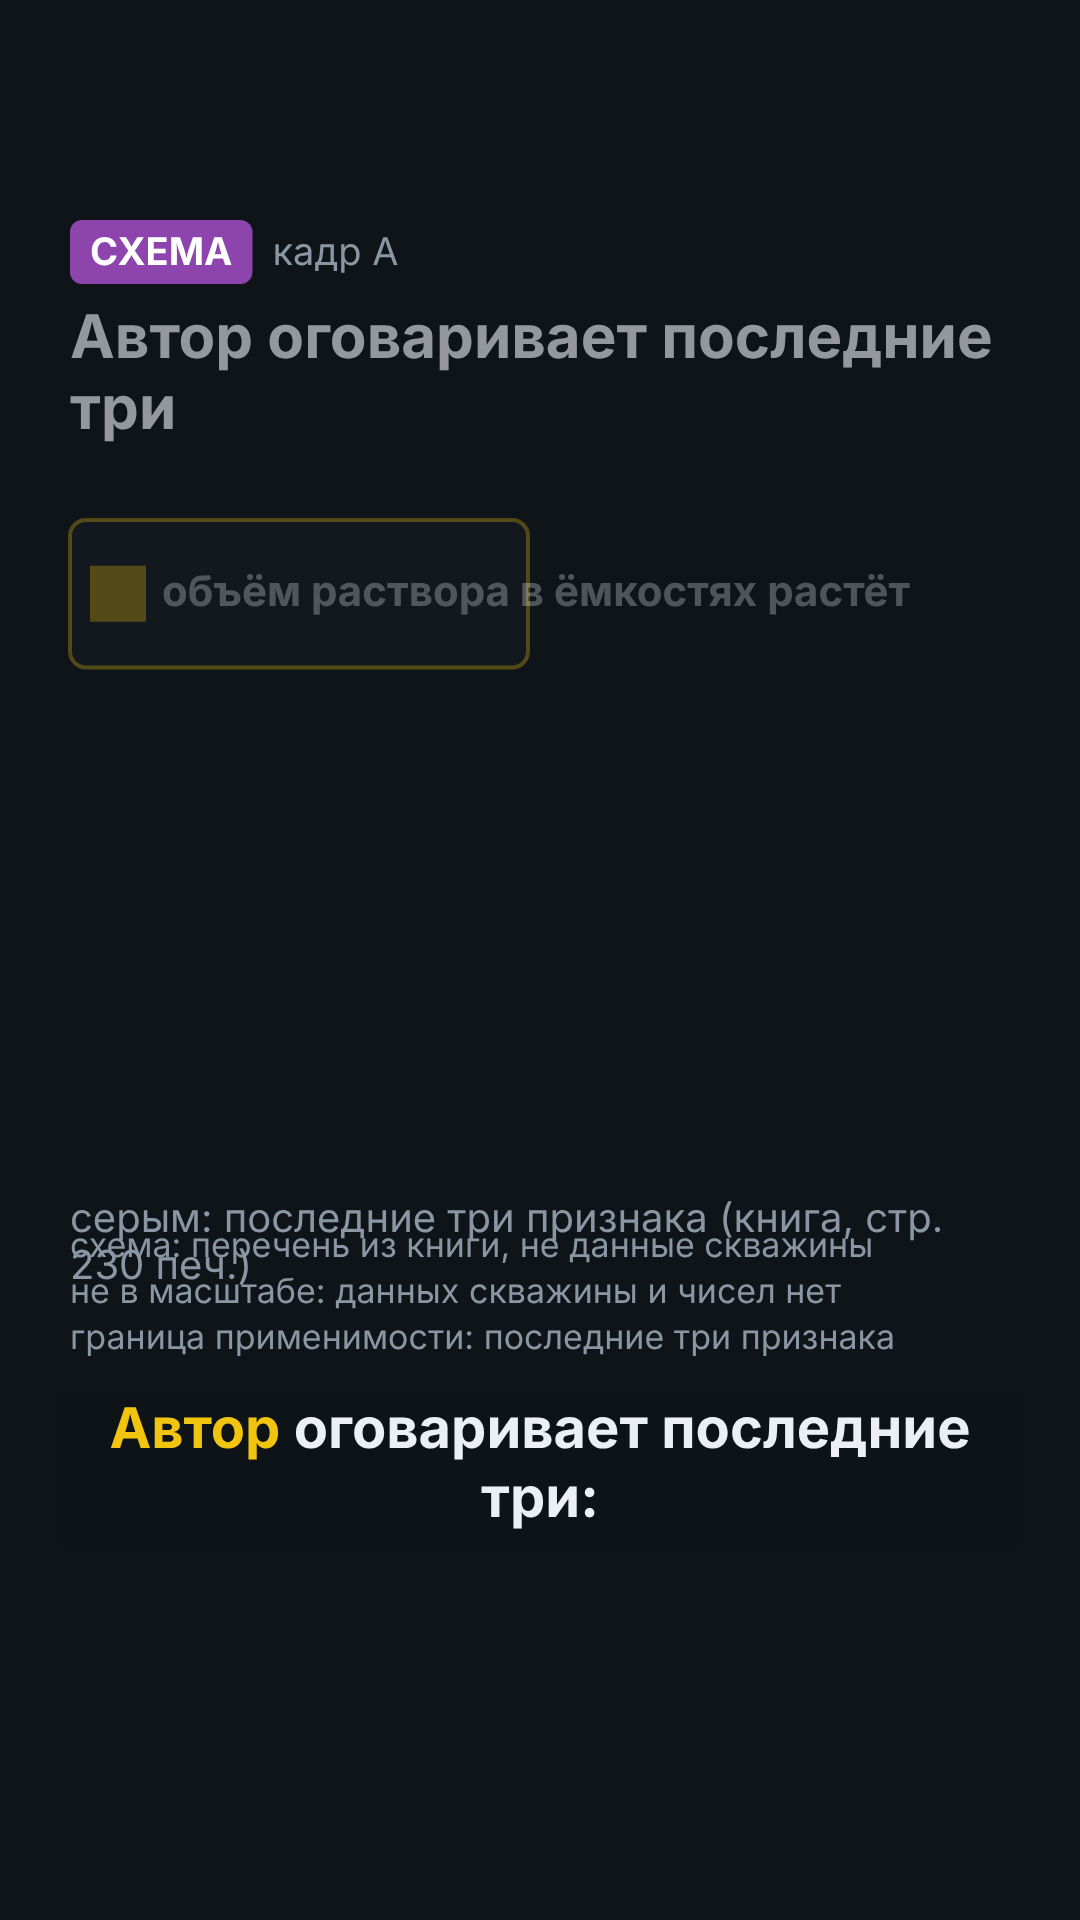 СХЕМА кадр А
Автор оговаривает последние
три
объём раствора в ёмкостях растёт
серым: последние три признака (книга, стр.
230 печ.)
схема: перечень из книги, не данные скважины
не в масштабе: данных скважины и чисел нет
граница применимости: последние три признака
Автор оговаривает последние
три: